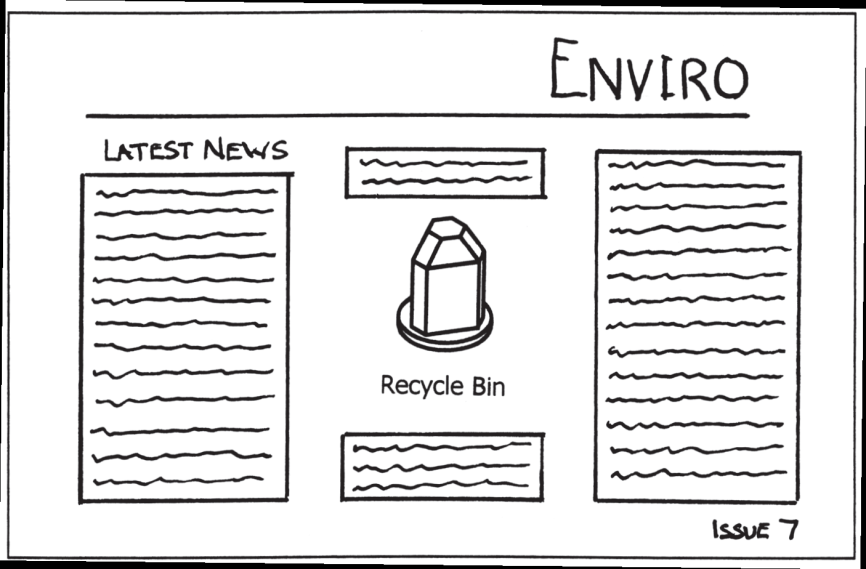 ENVIRO
LATEST NEWS
Recycle Bin
ISSUE 7